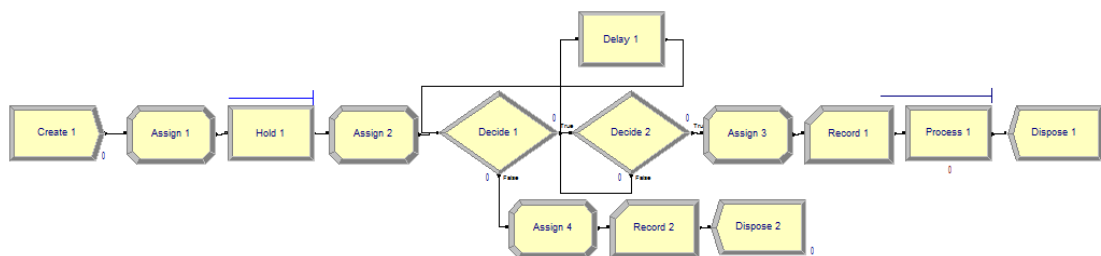 Delay 1
Create 1
Assign 1
Hold 1
Assign 2
Decide 1
Decide 2
Assign 3
Record 1
Process 1
Dispose 1
0
0
True
0
Tru
0
0
False
0
False
Assign 4
Record 2
Dispose 2
0